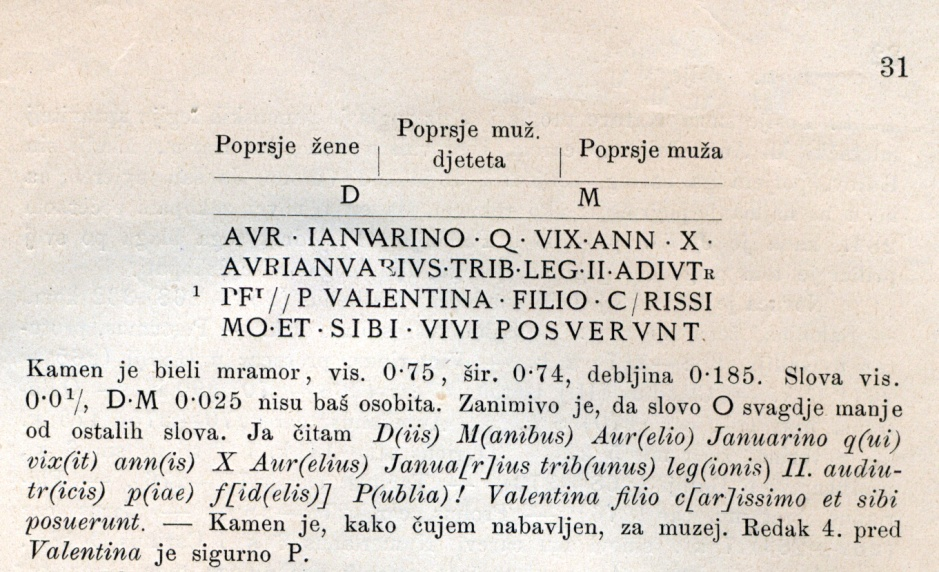 31
Poprsje žene
Poprsje muž.
djeteta
Poprsje muža
D M
AVR · IANVARINO · Q · VIX·ANN · X ·
AVRIANVARIVS·TRIB·LEG·II·ADIVTR
1 PF // P VALENTINA · FILIO · C/RISSI
MO·ET · SIBI · VIVI POSVERVNT
Kamen je bieli mramor, vis. 0·75, šir. 0·74, debljina 0·185. Slova vis.
D·M 0·025 nisu baš osobita. Zanimivo je, da slovo O svagdje manje
od ostalih slova. Ja čitam D(iis) M(anibus) Aur(elio) Januarino q(ui)
vix(it) ann(is) X Aur(elius) Janua[r]ius trib(unus) leg(ionis) II. audiu-
tr(icis) p(iae) f[id(elis)] P(ublia)! Valentina filio c[ar]issimo et sibi
posuerunt. — Kamen je, kako čujem nabavljen, za muzej. Redak 4. pred
Valentina je sigurno P.